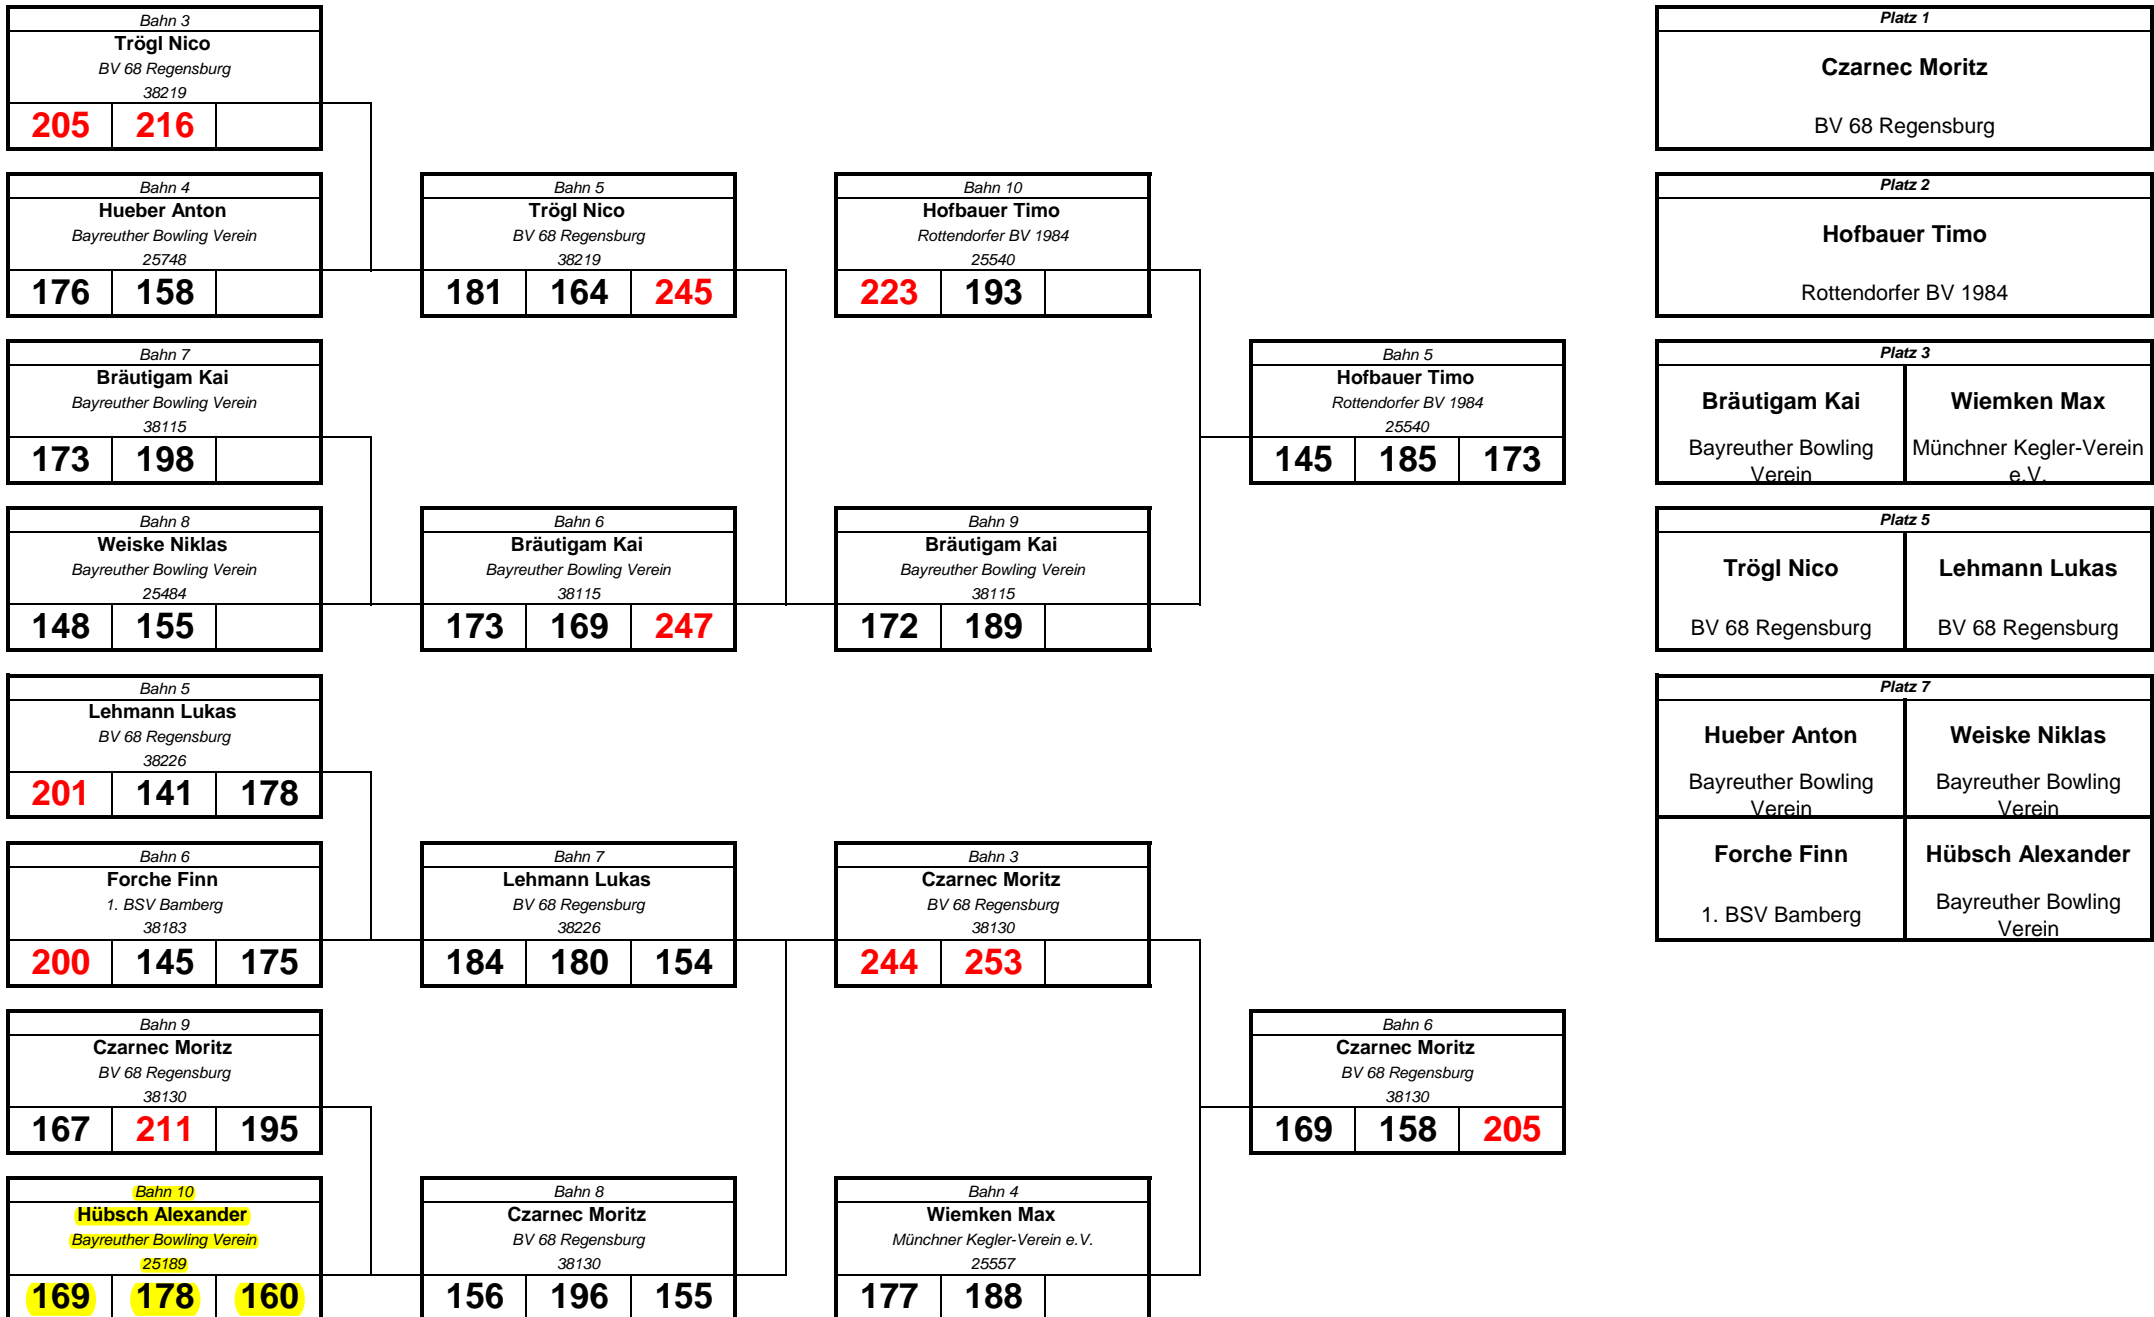 Bahn 3
Trögl Nico
BV 68 Regensburg
38219
205 216
Bahn 4
Hueber Anton
Bayreuther Bowling Verein
25748
176 158
Bahn 7
Bräutigam Kai
Bayreuther Bowling Verein
38115
173 198
Bahn 8
Weiske Niklas
Bayreuther Bowling Verein
25484
148 155
Bahn 5
Lehmann Lukas
BV 68 Regensburg
38226
201 141 178
Bahn 6
Forche Finn
1. BSV Bamberg
38183
200 145 175
Bahn 9
Czarnec Moritz
BV 68 Regensburg
38130
167 211 195
Bahn 10
Hübsch Alexander
Bayreuther Bowling Verein
25189
169 178 160
Bahn 5
Trögl Nico
BV 68 Regensburg
38219
181 164 245
Bahn 6
Bräutigam Kai
Bayreuther Bowling Verein
38115
173 169 247
Bahn 7
Lehmann Lukas
BV 68 Regensburg
38226
184 180 154
Bahn 8
Czarnec Moritz
BV 68 Regensburg
38130
156 196 155
Bahn 10
Hofbauer Timo
Rottendorfer BV 1984
25540
223 193
Bahn 9
Bräutigam Kai
Bayreuther Bowling Verein
38115
172 189
Bahn 3
Czarnec Moritz
BV 68 Regensburg
38130
244 253
Bahn 4
Wiemken Max
Münchner Kegler-Verein e.V.
25557
177 188
Bahn 5
Hofbauer Timo
Rottendorfer BV 1984
25540
145 185 173
Bahn 6
Czarnec Moritz
BV 68 Regensburg
38130
169 158 205
Platz 1
Czarnec Moritz
BV 68 Regensburg
Platz 2
Hofbauer Timo
Rottendorfer BV 1984
Platz 3
Bräutigam Kai
Bayreuther Bowling
Verein
Wiemken Max
Münchner Kegler-Verein
e.V.
Platz 5
Trögl Nico
BV 68 Regensburg
Lehmann Lukas
BV 68 Regensburg
Platz 7
Hueber Anton
Bayreuther Bowling
Verein
Weiske Niklas
Bayreuther Bowling
Verein
Forche Finn
1. BSV Bamberg
Hübsch Alexander
Bayreuther Bowling
Verein